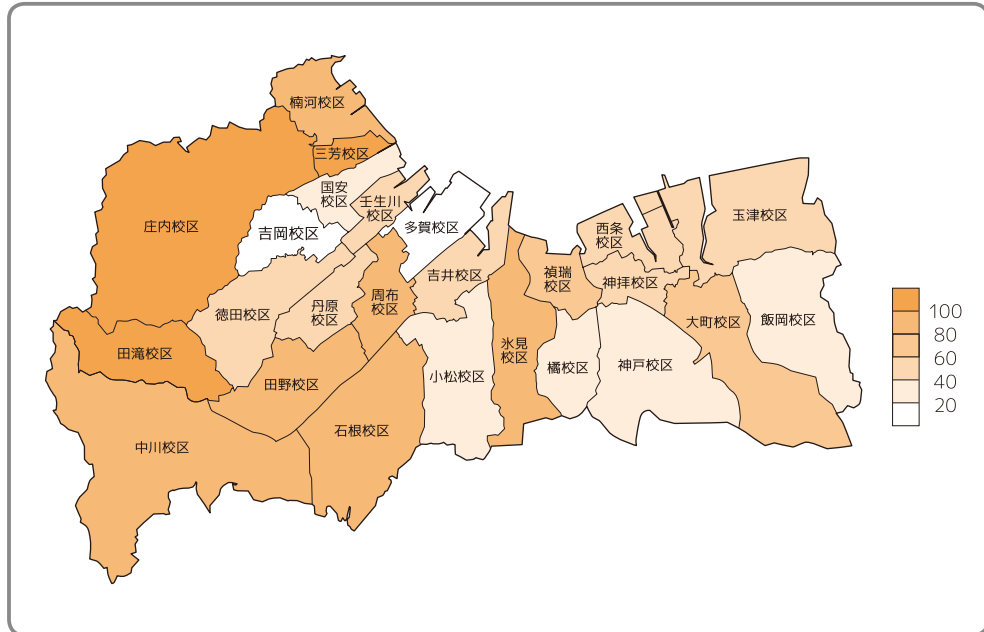 楠河校区
三芳校区
国安
校区
壬生川
校区
庄内校区
吉岡校区
多賀校区
西条
校区
玉津校区
吉井校区
禎瑞
校区
神拝校区
周布
校区
丹原
校区
徳田校区
大町校区
飯岡校区
田滝校区
氷見
校区
田野校区
小松校区
橘校区
神戸校区
石根校区
中川校区
100
80
60
40
20